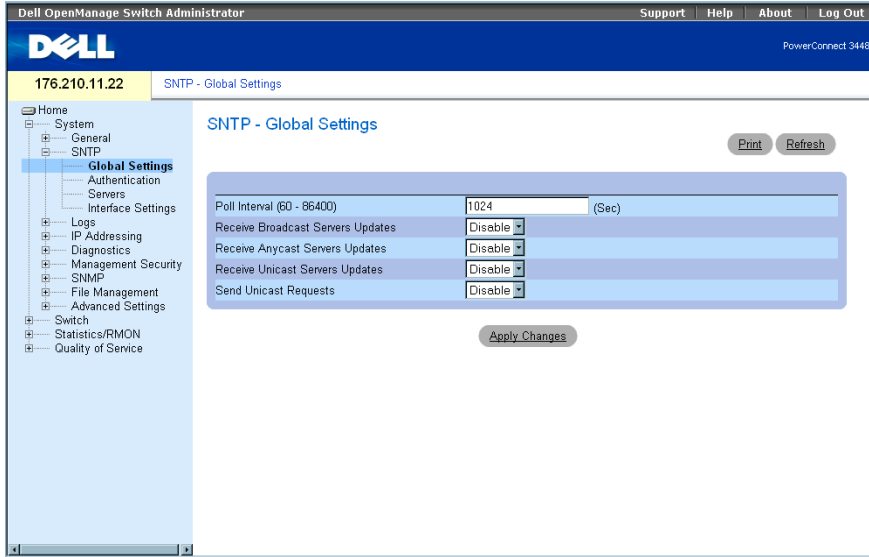 Dell OpenManage Switch Administrator
Support Help About Log Out
DELL
PowerConnect 3448
176.210.11.22
SNTP - Global Settings
Home
System
General
SNTP
Global Settings
Authentication
Servers
Interface Settings
Logs
IP Addressing
Diagnostics
Management Security
SNMP
File Management
Advanced Settings
Switch
Statistics/RMON
Quality of Service
SNTP - Global Settings
Print Refresh
Poll Interval (60 - 86400) 1024 (Sec)
Receive Broadcast Servers Updates Disable
Receive Anycast Servers Updates Disable
Receive Unicast Servers Updates Disable
Send Unicast Requests Disable
Apply Changes